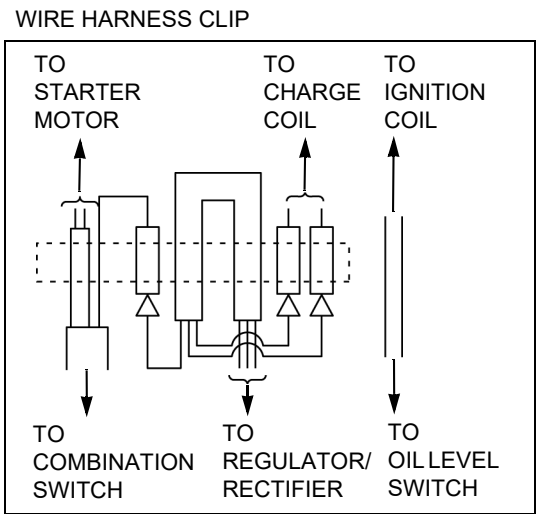 WIRE HARNESS CLIP
TO
STARTER
MOTOR
TO
CHARGE
COIL
TO
IGNITION
COIL
TO
COMBINATION
SWITCH
TO
REGULATOR/
RECTIFIER
TO
OIL LEVEL
SWITCH